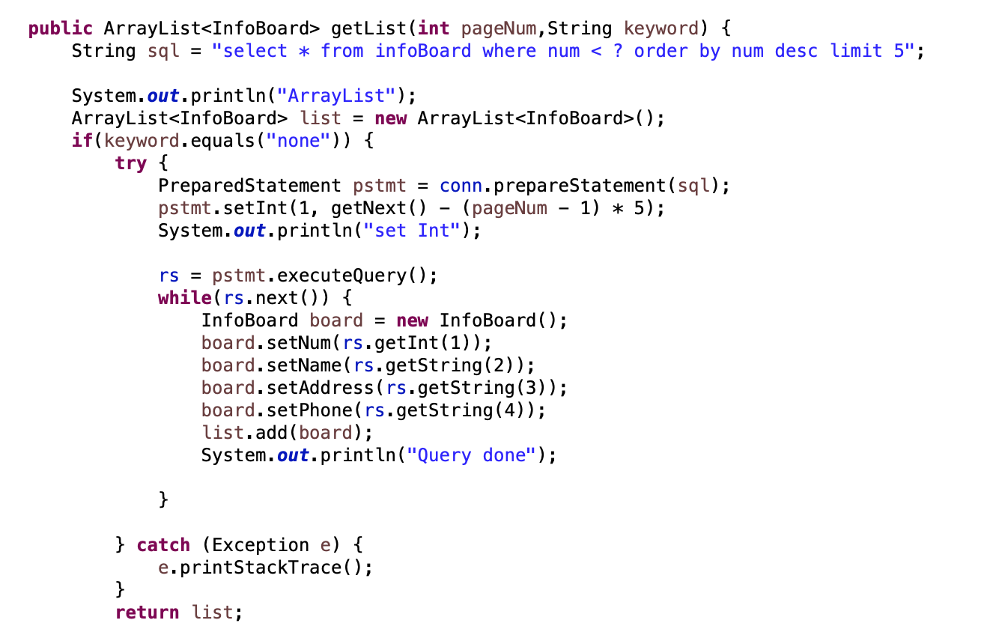 public ArrayList<InfoBoard> getList(int pageNum,String keyword) {
    String sql = "select * from infoBoard where num < ? order by num desc limit 5";

    System.out.println("ArrayList");
    ArrayList<InfoBoard> list = new ArrayList<InfoBoard>();
    if(keyword.equals("none")) {
        try {
            PreparedStatement pstmt = conn.prepareStatement(sql);
            pstmt.setInt(1, getNext() - (pageNum - 1) * 5);
            System.out.println("set Int");

            rs = pstmt.executeQuery();
            while(rs.next()) {
                InfoBoard board = new InfoBoard();
                board.setNum(rs.getInt(1));
                board.setName(rs.getString(2));
                board.setAddress(rs.getString(3));
                board.setPhone(rs.getString(4));
                list.add(board);
                System.out.println("Query done");

            }

        } catch (Exception e) {
            e.printStackTrace();
        }
        return list;